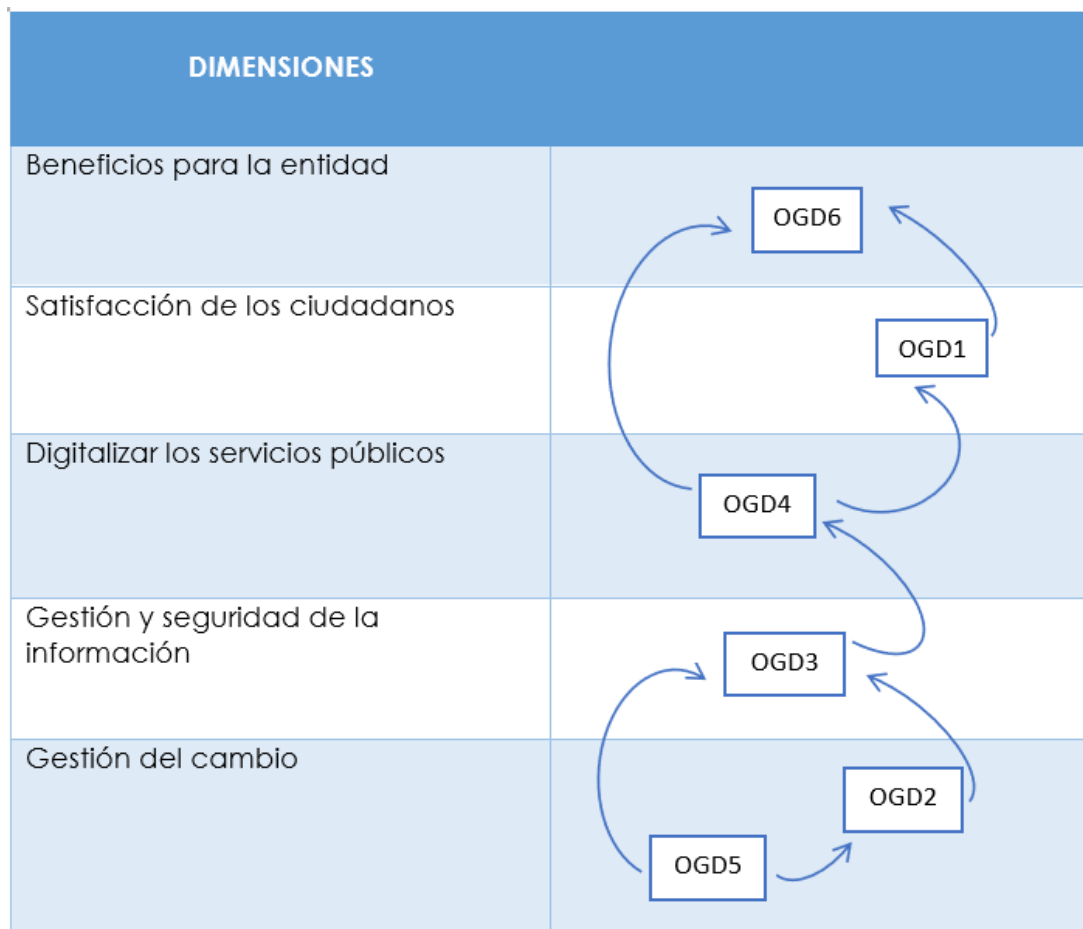 DIMENSIONES
Beneficios para la entidad
OGD6
Satisfacción de los ciudadanos
OGD1
Digitalizar los servicios públicos
OGD4
Gestión y seguridad de la
información
OGD3
Gestión del cambio
OGD2
OGD5